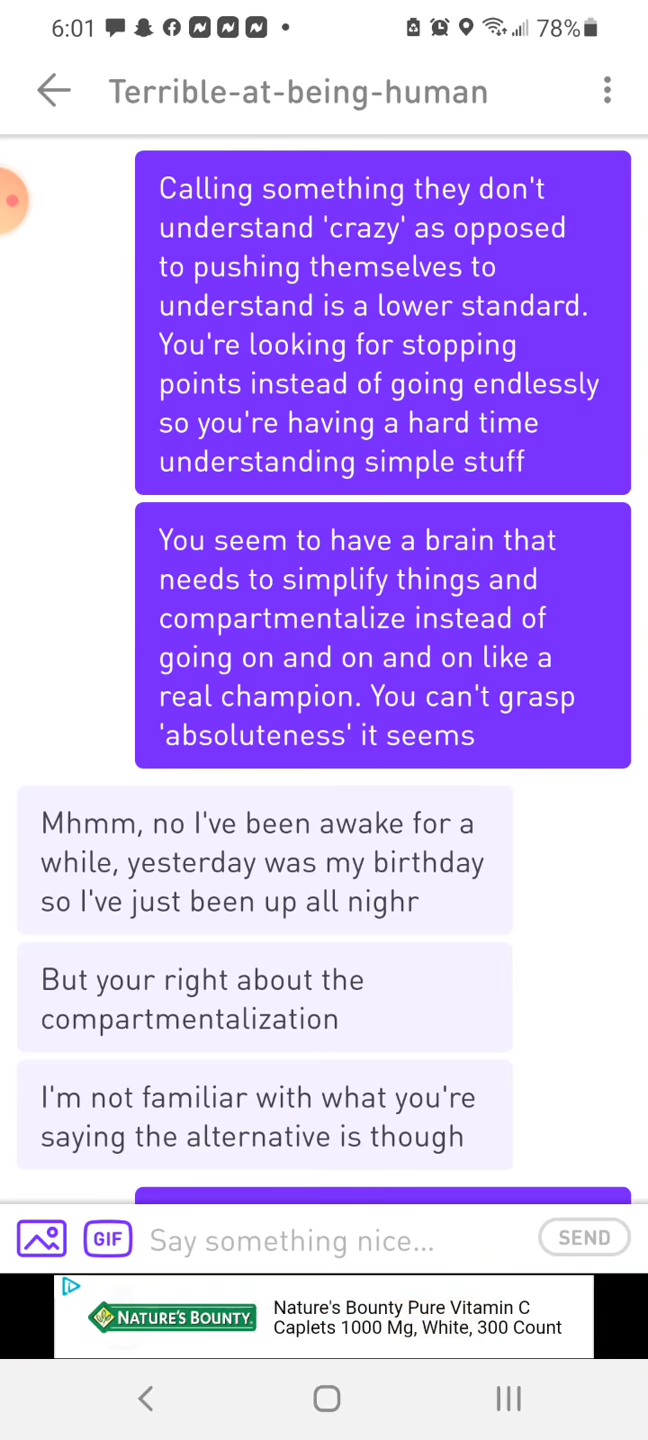 6:01
78%
Terrible-at-being-human
Calling something they don't
understand 'crazy' as opposed
to pushing themselves to
understand is a lower standard.
You're looking for stopping
points instead of going endlessly
so you're having a hard time
understanding simple stuff
You seem to have a brain that
needs to simplify things and
compartmentalize instead of
going on and on and on like a
real champion. You can't grasp
'absoluteness' it seems
Mhmm, no I've been awake for a
while, yesterday was my birthday
so I've just been up all nighr
But your right about the
compartmentalization
I'm not familiar with what you're
saying the alternative is though
GIF
Say something nice...
SEND
NATURE'S BOUNTY
Nature's Bounty Pure Vitamin C
Caplets 1000 Mg, White, 300 Count